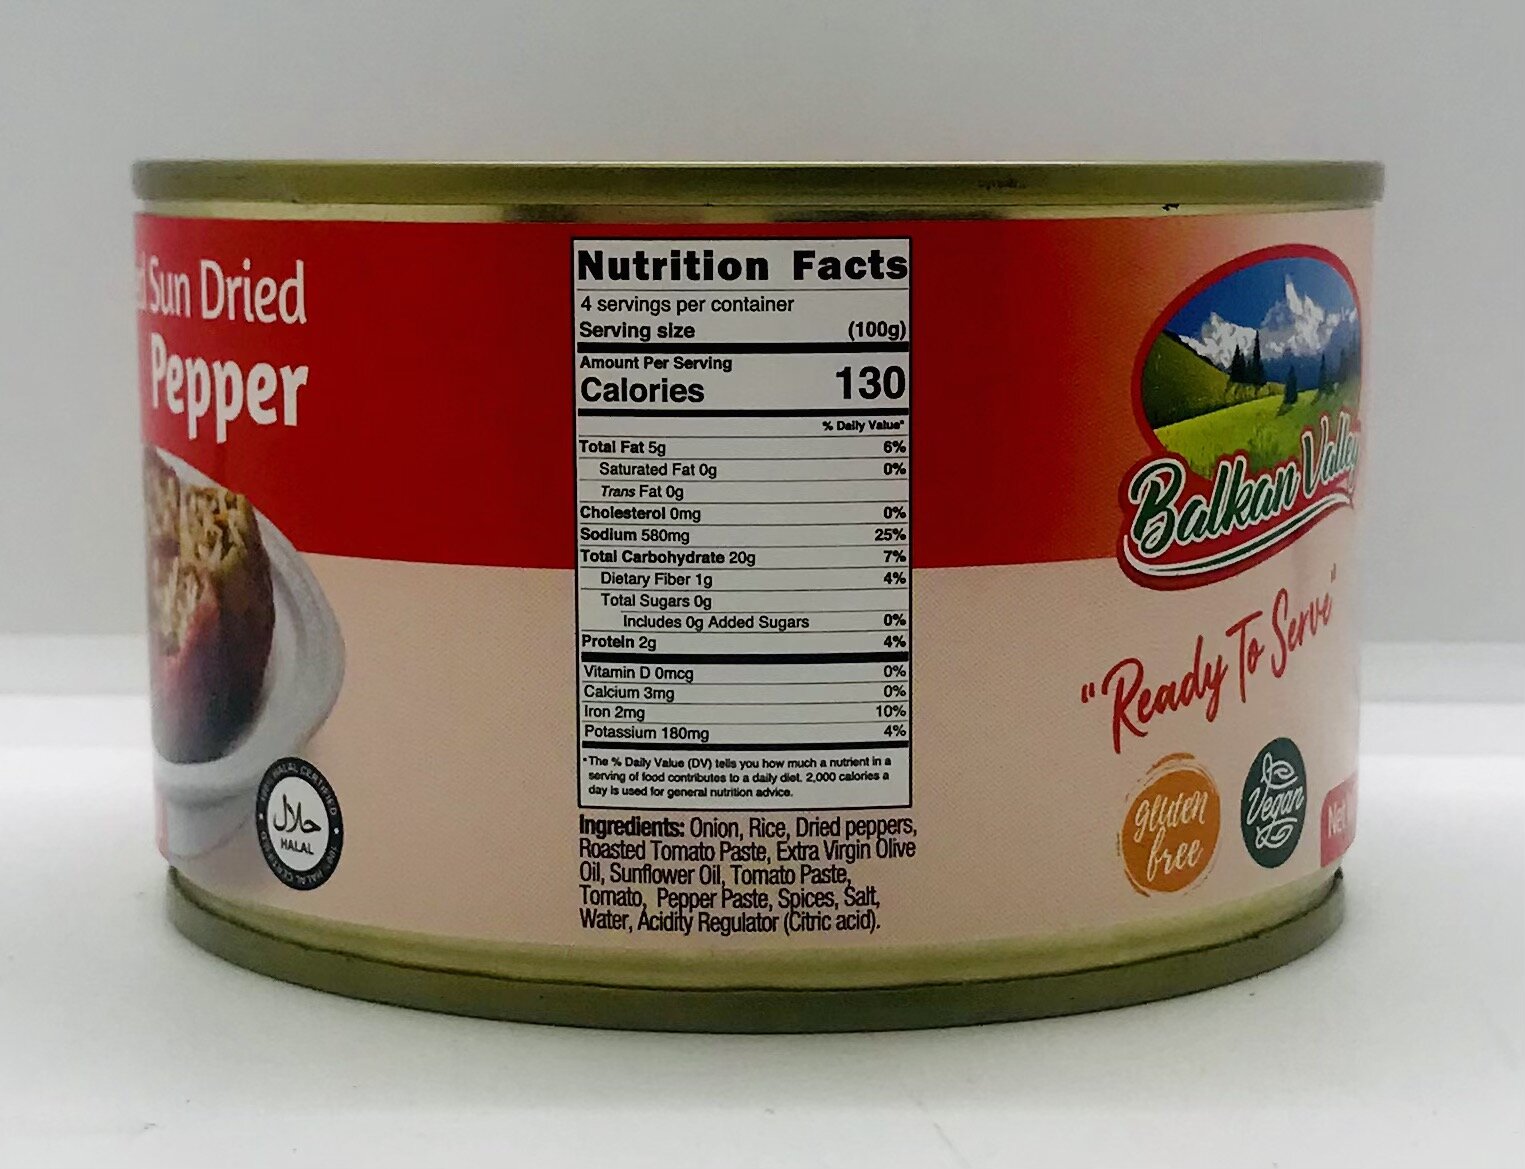 Sun Dried
Pepper
HALAL CERTIFIED
حلال
HALAL
Nutrition Facts
4 servings per container
Serving size (100g)
Amount Per Serving
Calories 130
% Daily Value*
Total Fat 5g 6%
Saturated Fat 0g 0%
Trans Fat 0g
Cholesterol 0mg 0%
Sodium 580mg 25%
Total Carbohydrate 20g 7%
Dietary Fiber 1g 4%
Total Sugars 0g
Includes 0g Added Sugars 0%
Protein 2g 4%
Vitamin D 0mcg 0%
Calcium 3mg 0%
Iron 2mg 10%
Potassium 180mg 4%
*The % Daily Value (DV) tells you how much a nutrient in a
serving of food contributes to a daily diet. 2,000 calories a
day is used for general nutrition advice.
Ingredients: Onion, Rice, Dried peppers,
Roasted Tomato Paste, Extra Virgin Olive
Oil, Sunflower Oil, Tomato Paste,
Tomato, Pepper Paste, Spices, Salt,
Water, Acidity Regulator (Citric acid).
Balkan Valley
"Ready To Serve"
gluten
free
Vegan
Net